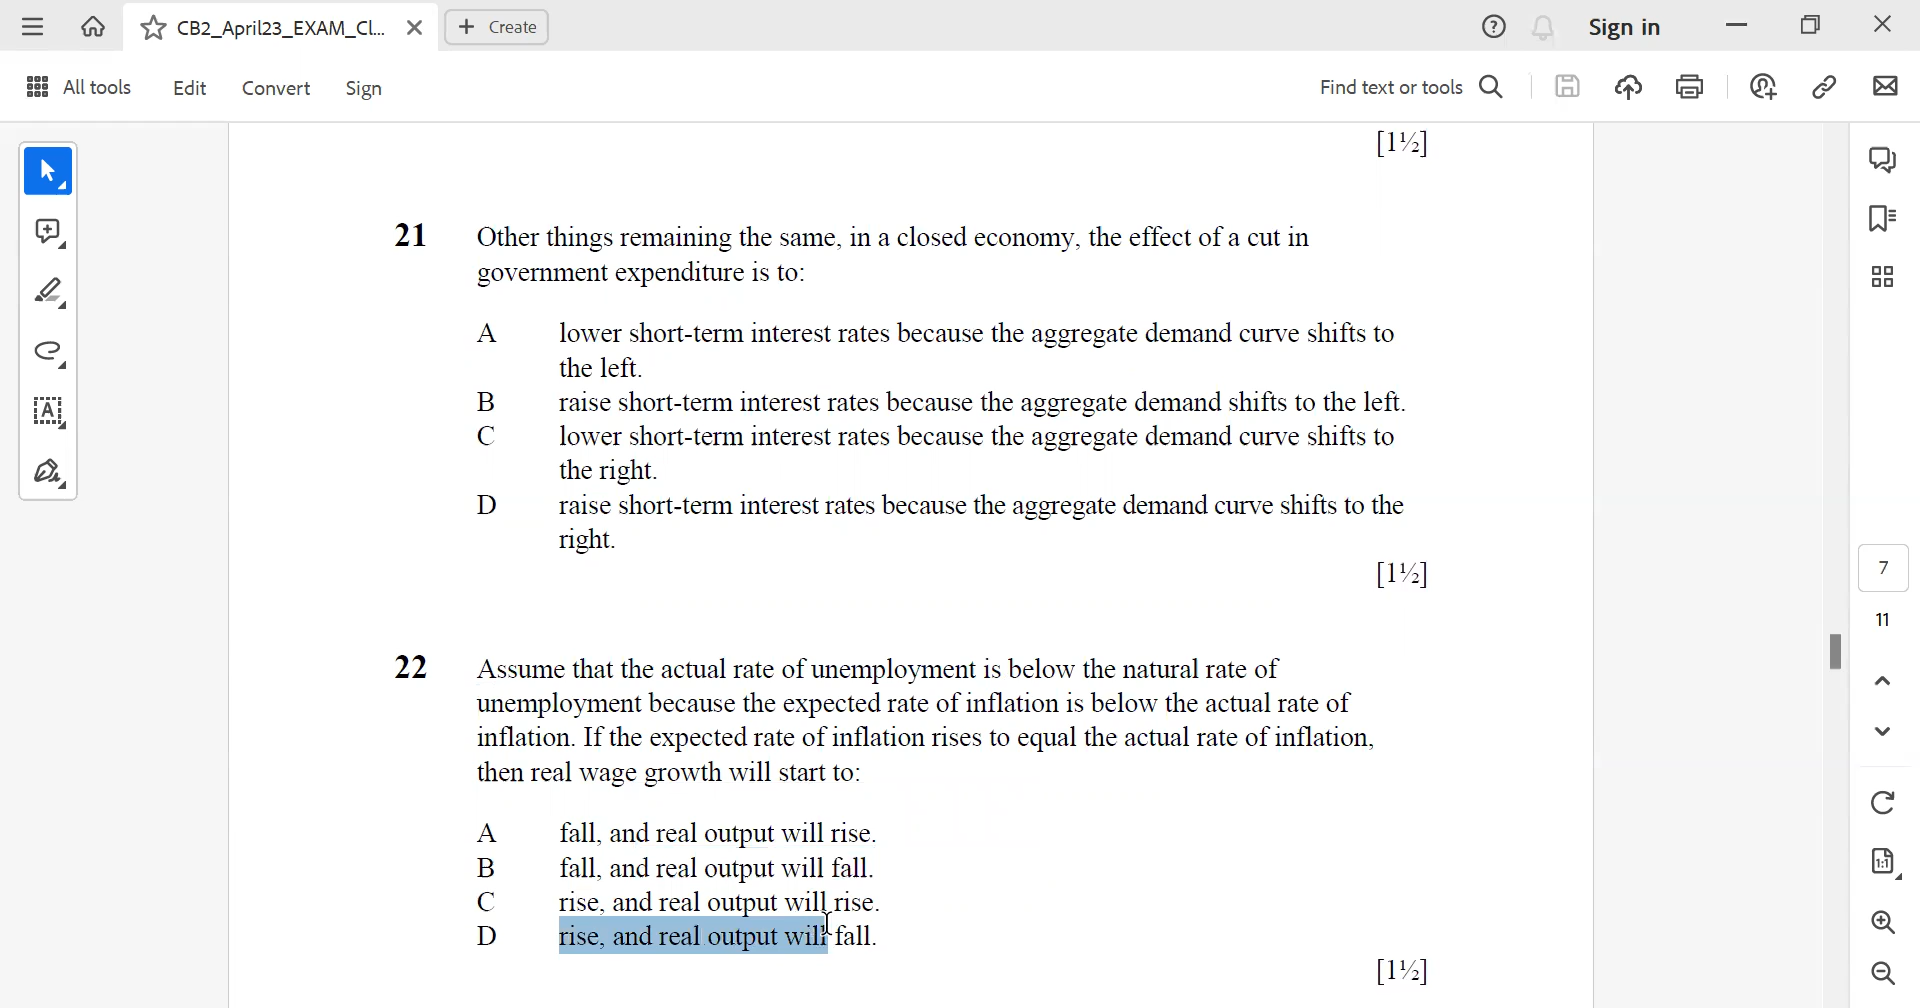 CB2_April23_EXAM_Cl...
Create
Sign in
All tools
Edit
Convert
Sign
Find text or tools
[1½]
21 Other things remaining the same, in a closed economy, the effect of a cut in
government expenditure is to:
A lower short-term interest rates because the aggregate demand curve shifts to
the left.
B raise short-term interest rates because the aggregate demand shifts to the left.
C lower short-term interest rates because the aggregate demand curve shifts to
the right.
D raise short-term interest rates because the aggregate demand curve shifts to the
right.
[1½]
22 Assume that the actual rate of unemployment is below the natural rate of
unemployment because the expected rate of inflation is below the actual rate of
inflation. If the expected rate of inflation rises to equal the actual rate of inflation,
then real wage growth will start to:
A fall, and real output will rise.
B fall, and real output will fall.
C rise, and real output will rise.
D rise, and real output will fall.
[1½]
7
11
1:1